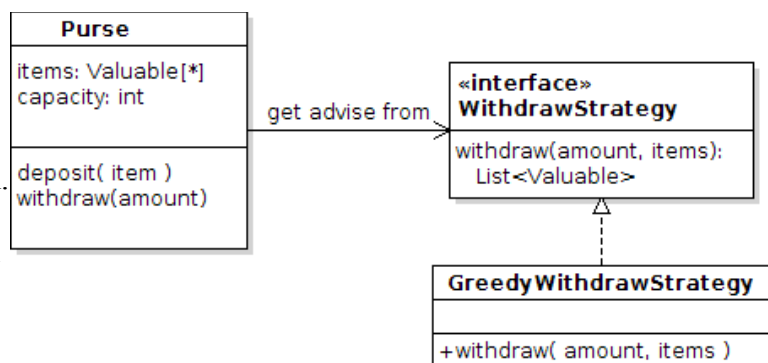 Purse
items: Valuable[*]
capacity: int
deposit( item )
withdraw(amount)
get advise from
«interface»
WithdrawStrategy
withdraw(amount, items):
List<Valuable>
GreedyWithdrawStrategy
+withdraw( amount, items )